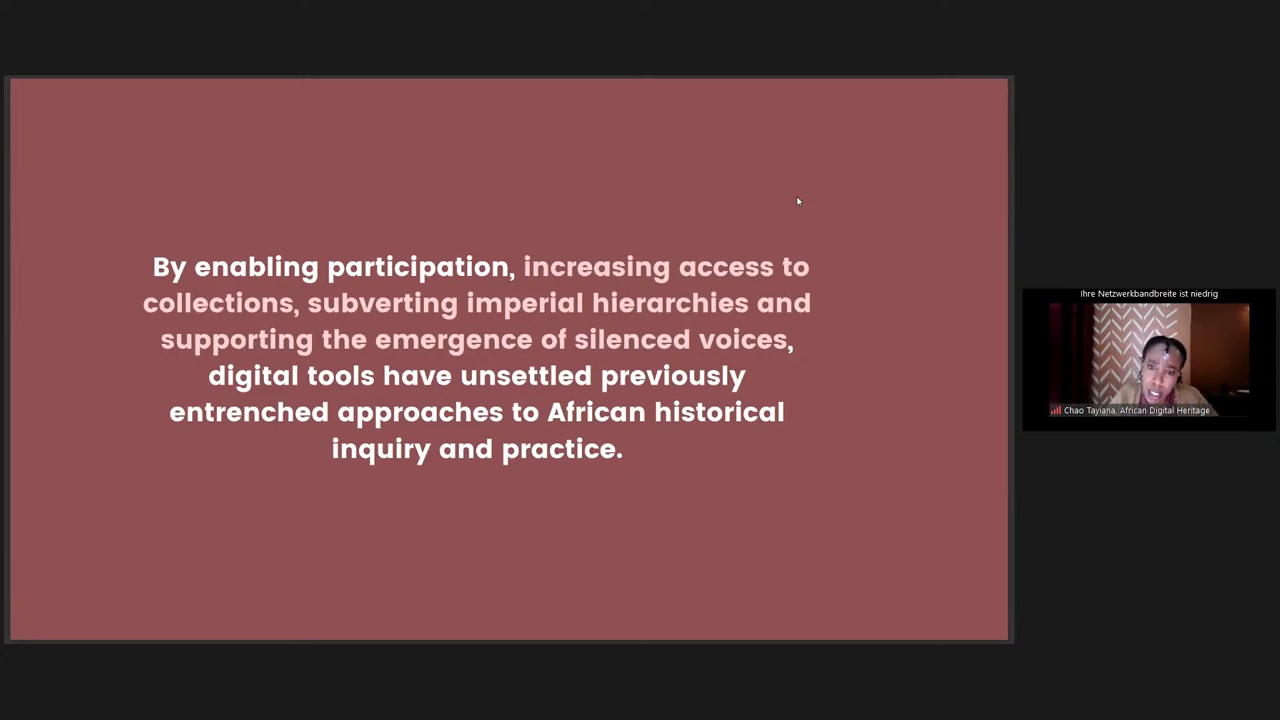 By enabling participation, increasing access to
collections, subverting imperial hierarchies and
supporting the emergence of silenced voices,
digital tools have unsettled previously
entrenched approaches to African historical
inquiry and practice.
Ihre Netzwerkbandbreite ist niedrig
Chao Tayiana, African Digital Heritage